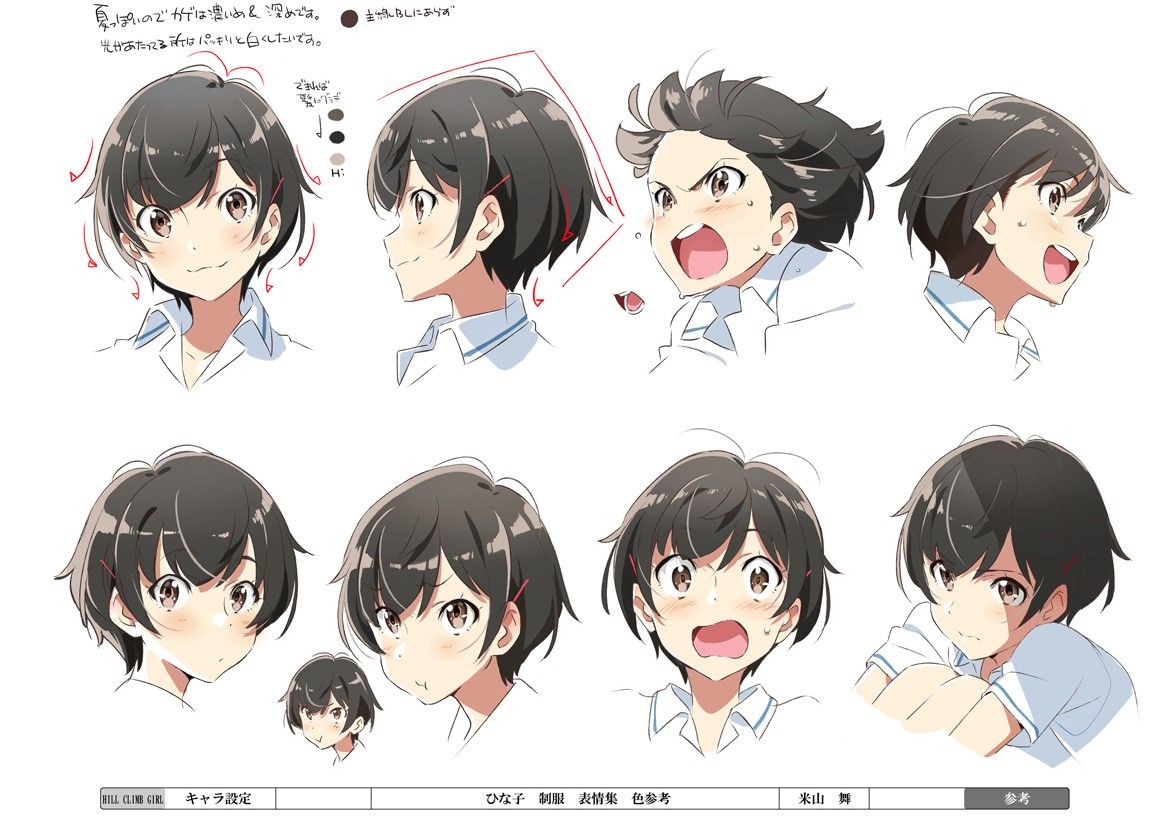 夏っぽいのでカゲは濃いめ& 深めです。
光があたってる所はパッキリと白くしたいです。
主線BLにあらず
できれば
髪にグラデ
Hi
HILL CLIMB GIRL キャラ設定 ひな子 制服 表情集 色参考 米山 舞 参考